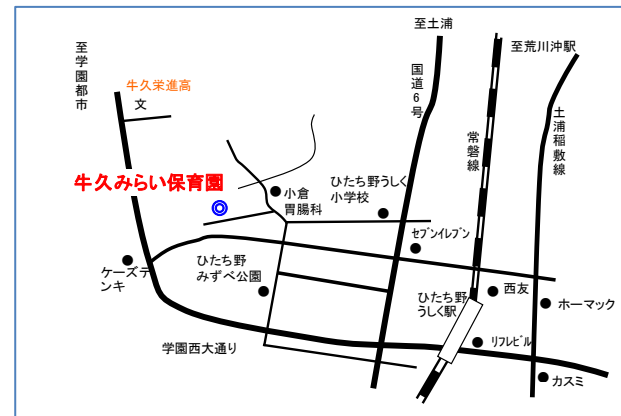 至土浦
至荒川沖駅
至学園都市
牛久栄進高
文
国道6号
常磐線
土浦稲敷線
牛久みらい保育園
小倉
胃腸科
ひたち野うしく
小学校
セブンイレブン
ケーズデ
ンキ
ひたち野
みずべ公園
ひたち野
うしく駅
西友
ホーマック
学園西大通り
リフレビル
カスミ